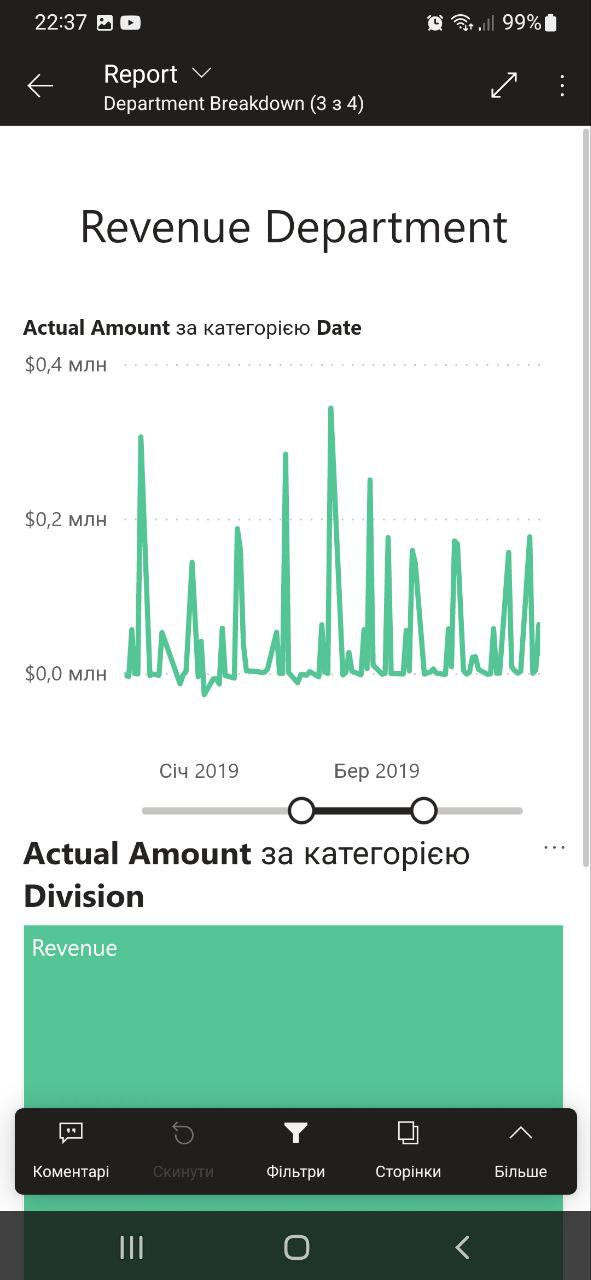 22:37 99%
Report
Department Breakdown (3 з 4)
Revenue Department
Actual Amount за категорією Date
$0,4 млн
$0,2 млн
$0,0 млн
Січ 2019 Бер 2019
Actual Amount за категорією
Division
Revenue
Коментарі Скинути Фільтри Сторінки Більше